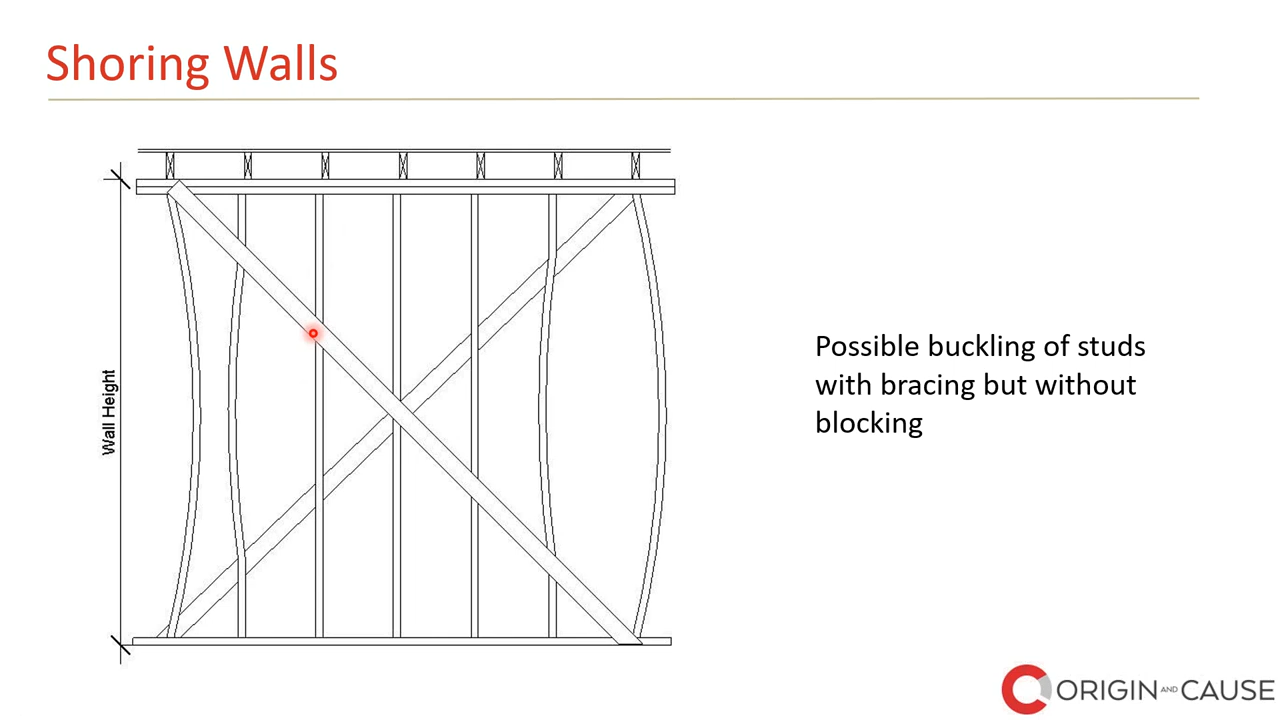 Shoring Walls
Wall Height
Possible buckling of studs
with bracing but without
blocking
ORIGIN AND CAUSE